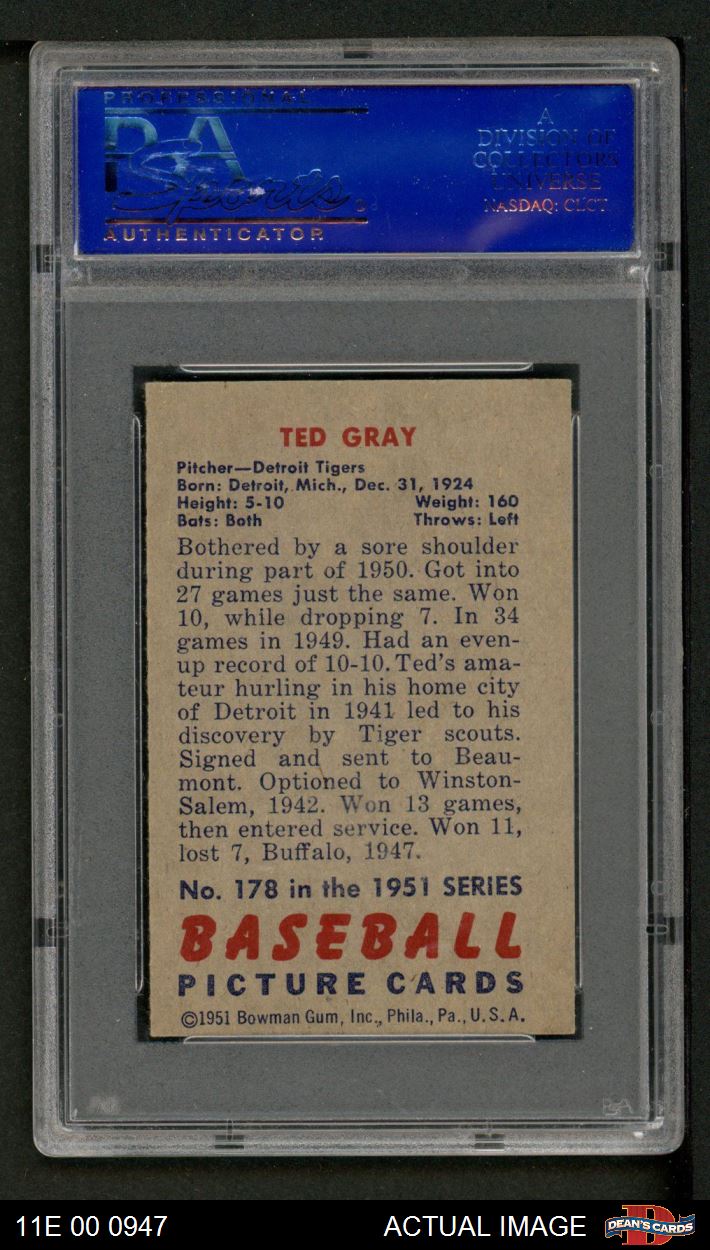 PROFESSIONAL
PSA
Sports
AUTHENTICATOR
A
DIVISION OF
COLLECTORS
UNIVERSE
NASDAQ: CLCT
TED GRAY
Pitcher—Detroit Tigers
Born: Detroit, Mich., Dec. 31, 1924
Height: 5-10 Weight: 160
Bats: Both Throws: Left
Bothered by a sore shoulder
during part of 1950. Got into
27 games just the same. Won
10, while dropping 7. In 34
games in 1949. Had an even-
up record of 10-10. Ted's ama-
teur hurling in his home city
of Detroit in 1941 led to his
discovery by Tiger scouts.
Signed and sent to Beau-
mont. Optioned to Winston-
Salem, 1942. Won 13 games,
then entered service. Won 11,
lost 7, Buffalo, 1947.
No. 178 in the 1951 SERIES
BASEBALL
PICTURE CARDS
©1951 Bowman Gum, Inc., Phila., Pa., U.S.A.
PSA
11E 00 0947 ACTUAL IMAGE DEAN'S CARDS